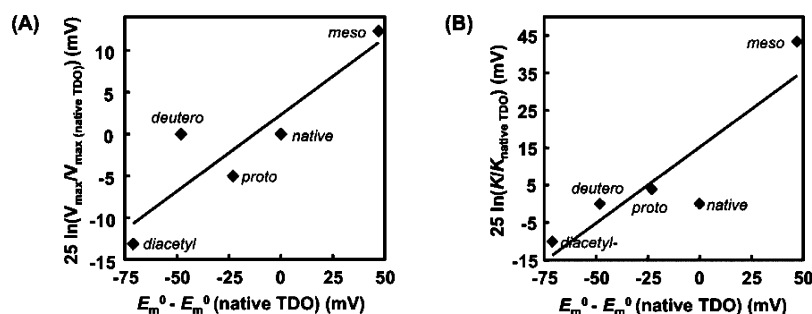 (A)
25 ln(Vmax/Vmax (native TDO)) (mV)
15
10
5
0
-5
-10
-15
meso
deutero
native
proto
diacetyl
-75 -50 -25 0 25 50
Em⁰ - Em⁰ (native TDO) (mV)
(B)
25 ln(K/Knative TDO) (mV)
45
35
25
15
5
-5
-15
meso
deutero
proto
native
diacetyl-
-75 -50 -25 0 25 50
Em⁰ - Em⁰ (native TDO) (mV)